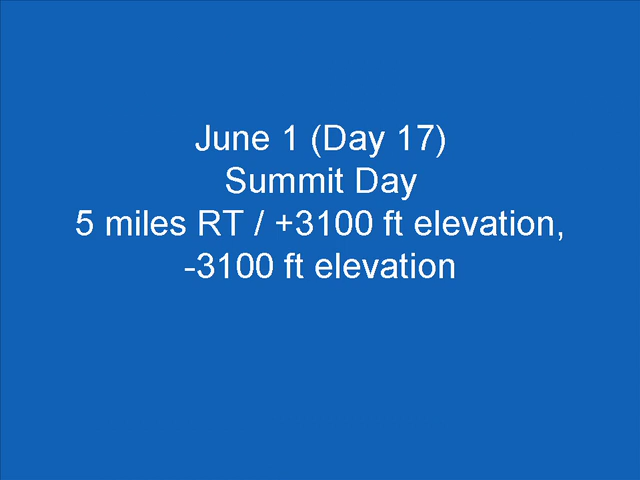 June 1 (Day 17)
Summit Day
5 miles RT / +3100 ft elevation,
-3100 ft elevation